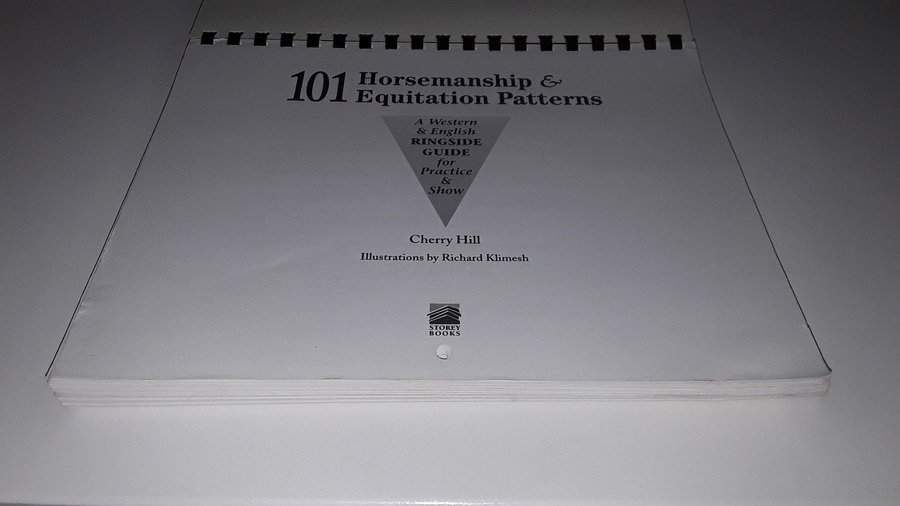 101 Horsemanship &
Equitation Patterns
A Western
& English
RINGSIDE
GUIDE
for
Practice
&
Show
Cherry Hill
Illustrations by Richard Klimesh
STOREY
BOOKS